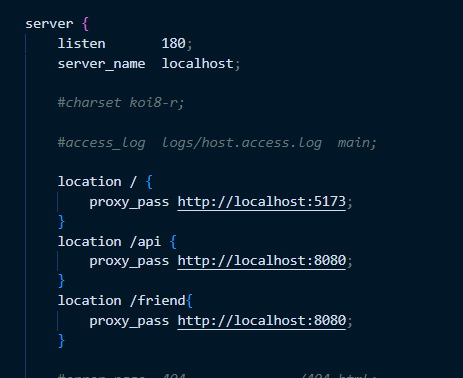 server {
listen 180;
server_name localhost;
#charset koi8-r;
#access_log logs/host.access.log main;
location / {
proxy_pass http://localhost:5173;
}
location /api {
proxy_pass http://localhost:8080;
}
location /friend{
proxy_pass http://localhost:8080;
}